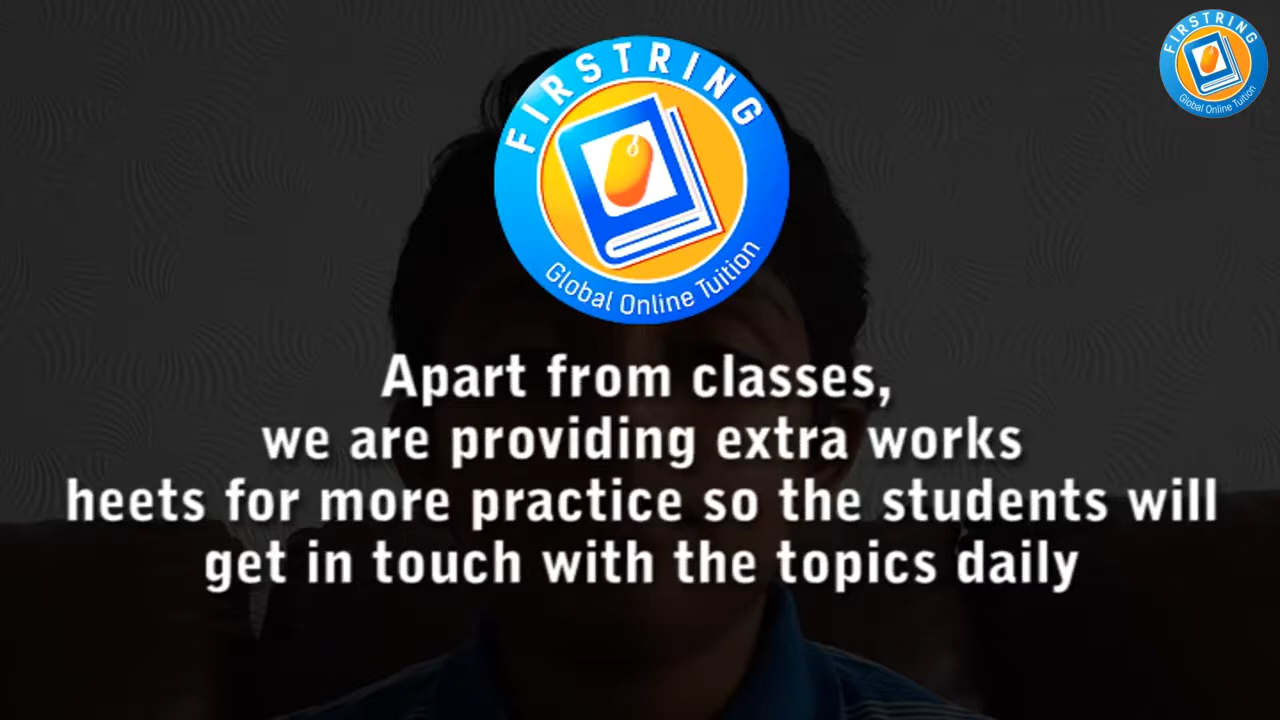 FIRSTRING
Global Online Tuition
FIRSTRING
Global Online Tuition
Apart from classes,
we are providing extra works
heets for more practice so the students will
get in touch with the topics daily